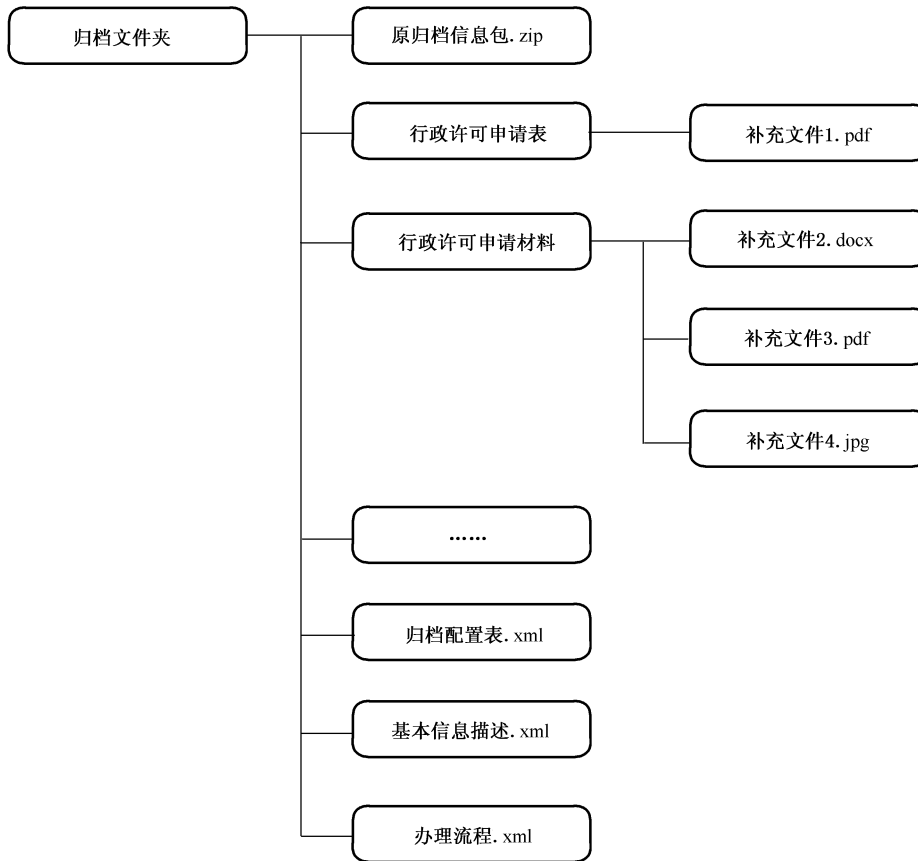 归档文件夹
原归档信息包.zip
行政许可申请表
补充文件1.pdf
行政许可申请材料
补充文件2.docx
补充文件3.pdf
补充文件4.jpg
……
归档配置表.xml
基本信息描述.xml
办理流程.xml